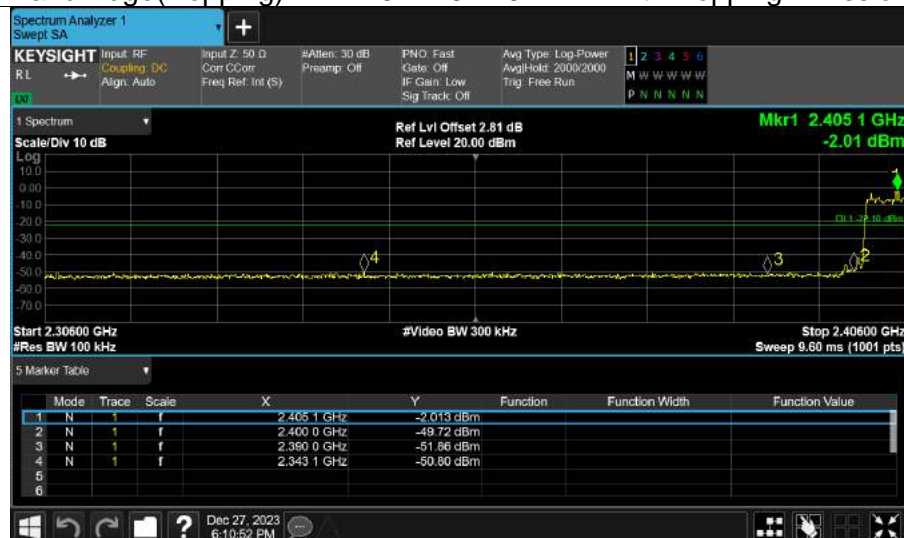 Spectrum Analyzer 1
Swept SA
+
KEYSIGHT Input: RF Input Z: 50 Ω #Atten: 30 dB PNO: Fast Avg Type: Log-Power 1 2 3 4 5 6
RL Coupling: DC Corr CCorr Preamp: Off Gate: Off Avg|Hold: 2000/2000 M W W W W W
Align: Auto Freq Ref: Int (S) IF Gain: Low Trig: Free Run
Sig Track: Off P N N N N N
1 Spectrum
Ref Lvl Offset 2.81 dB Mkr1 2.405 1 GHz
Scale/Div 10 dB Ref Level 20.00 dBm -2.01 dBm
Log
10.0
0.00
-10.0
-20.0
-30.0
-40.0
-50.0
-60.0
-70.0
4
3
2
Start 2.30600 GHz #Video BW 300 kHz Stop 2.40600 GHz
#Res BW 100 kHz Sweep 9.60 ms (1001 pts)
5 Marker Table
Mode Trace Scale X Y Function Function Width Function Value
1 N 1 f 2.405 1 GHz -2.013 dBm
2 N 1 f 2.400 0 GHz -49.72 dBm
3 N 1 f 2.390 0 GHz -51.86 dBm
4 N 1 f 2.343 1 GHz -50.80 dBm
5
6
? Dec 27, 2023
6:10:52 PM